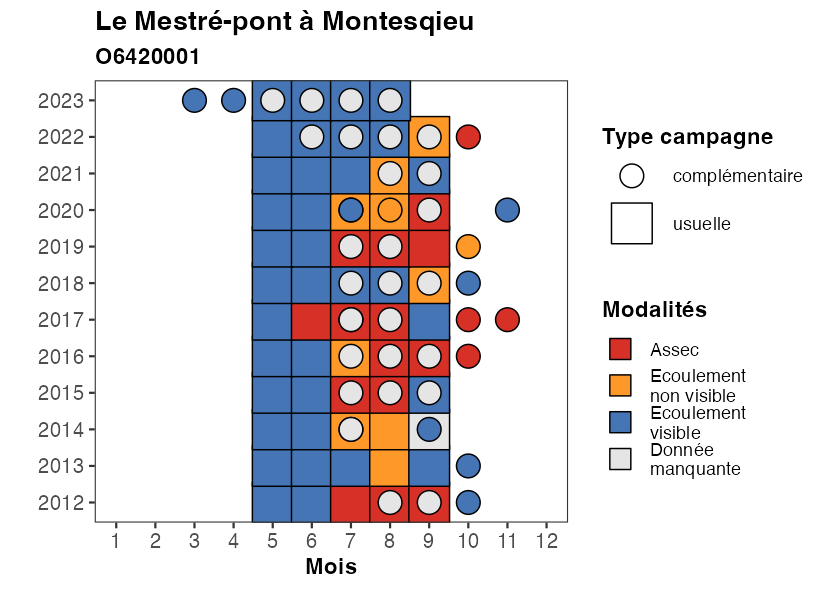 Le Mestré-pont à Montesqieu
O6420001
2023
2022
2021
2020
2019
2018
2017
2016
2015
2014
2013
2012
1 2 3 4 5 6 7 8 9 10 11 12
Mois
Type campagne
complémentaire
usuelle
Modalités
Assec
Ecoulement
non visible
Ecoulement
visible
Donnée
manquante